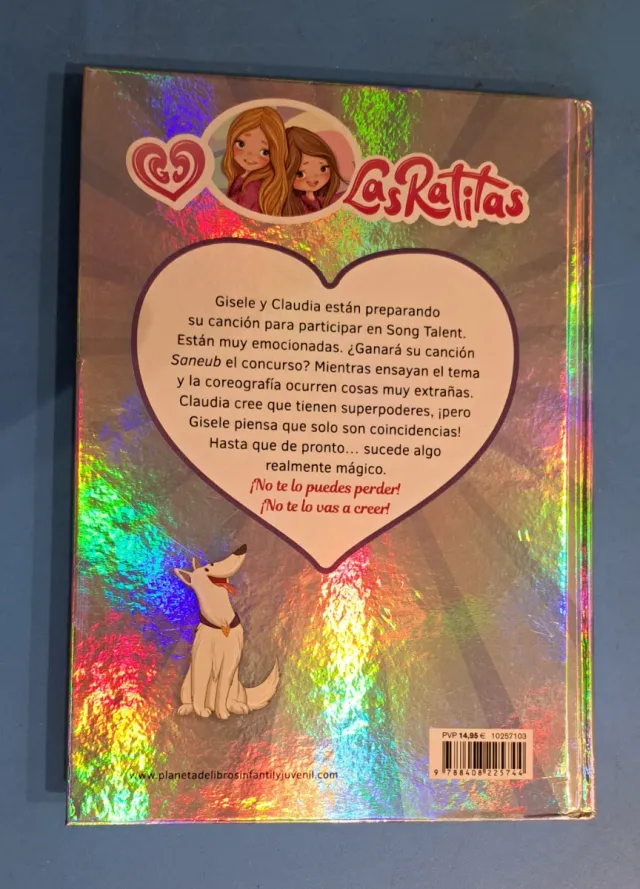 GC
Las Ratitas
Gisele y Claudia están preparando
su canción para participar en Song Talent.
Están muy emocionadas. ¿Ganará su canción
Saneub el concurso? Mientras ensayan el tema
y la coreografía ocurren cosas muy extrañas.
Claudia cree que tienen superpoderes, ¡pero
Gisele piensa que solo son coincidencias!
Hasta que de pronto... sucede algo
realmente mágico.
¡No te lo puedes perder!
¡No te lo vas a creer!
PVP 14,95 € 10257103
9 788408 225744
www.planetadelibrosinfantilyjuvenil.com